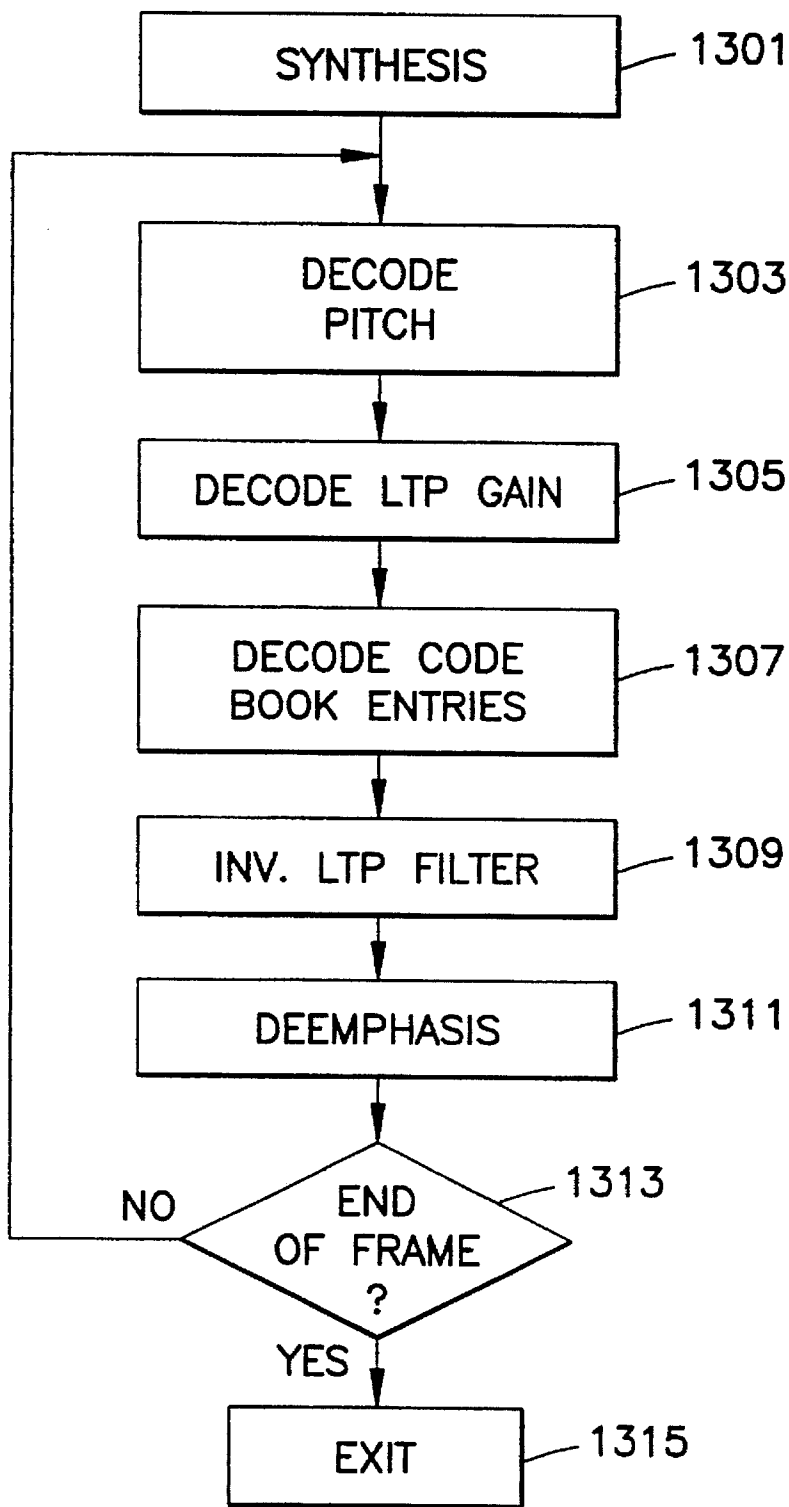 SYNTHESIS
1301
DECODE
PITCH
1303
DECODE LTP GAIN
1305
DECODE CODE
BOOK ENTRIES
1307
INV. LTP FILTER
1309
DEEMPHASIS
1311
END
OF FRAME
?
1313
NO
YES
EXIT
1315